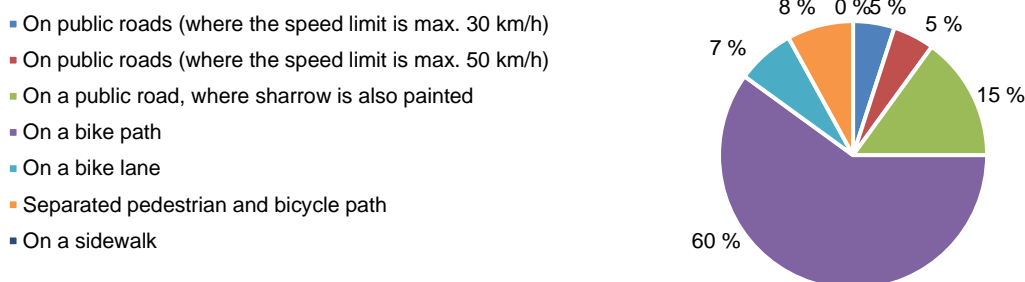 On public roads (where the speed limit is max. 30 km/h)
On public roads (where the speed limit is max. 50 km/h)
On a public road, where sharrow is also painted
On a bike path
On a bike lane
Separated pedestrian and bicycle path
On a sidewalk
8 % 0 % 5 %
5 %
7 %
15 %
60 %